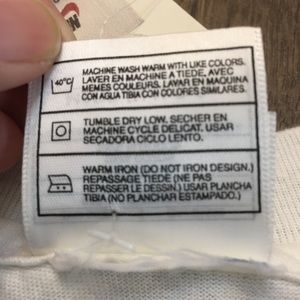 40°C
MACHINE WASH WARM WITH LIKE COLORS.
LAVER EN MACHINE A TIEDE, AVEC
MEMES COULEURS. LAVAR EN MAQUINA
CON AGUA TIBIA CON COLORES SIMILARES.
TUMBLE DRY LOW, SECHER EN
MACHINE CYCLE DELICAT. USAR
SECADORA CICLO LENTO.
WARM IRON (DO NOT IRON DESIGN.)
REPASSAGE TIEDE (NE PAS
REPASSER LE DESSIN.) USAR PLANCHA
TIBIA (NO PLANCHAR ESTAMPADO.)